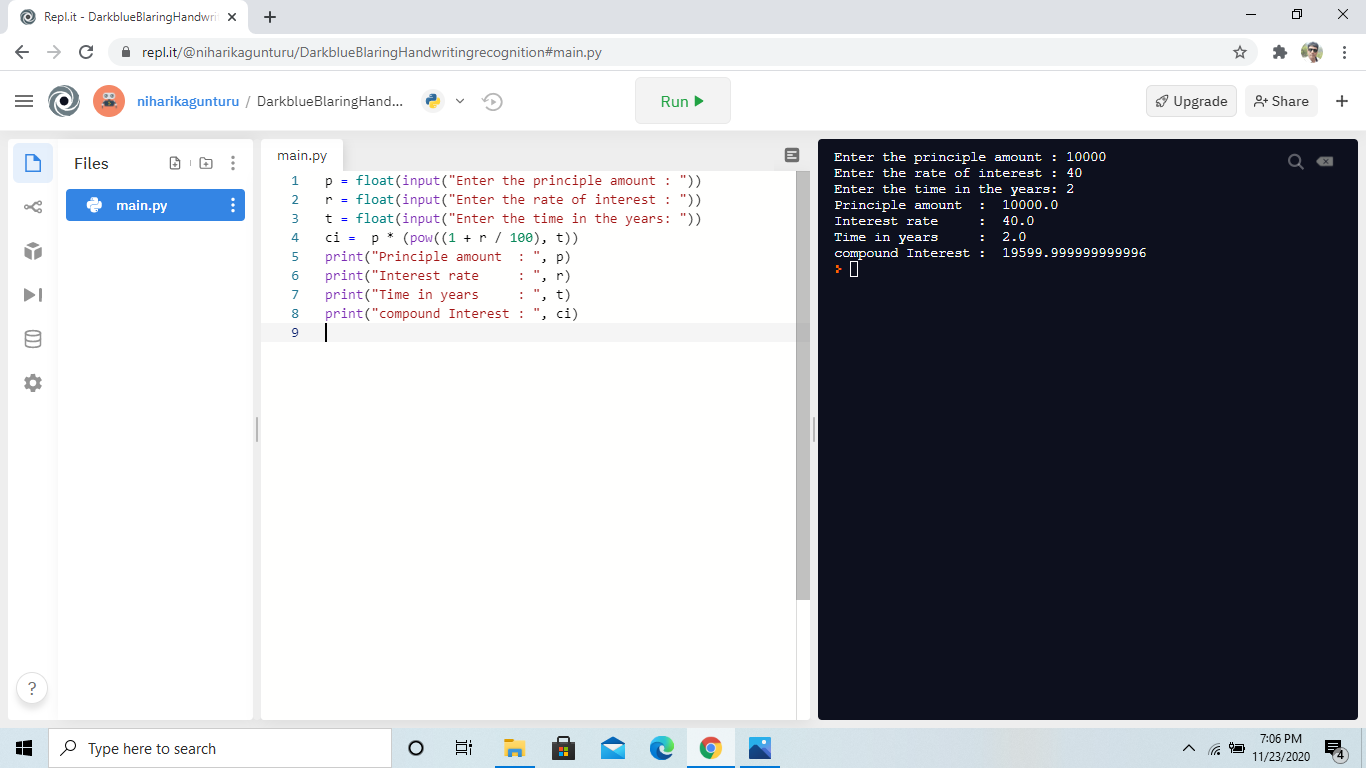 Repl.it - DarkblueBlaringHandwri
repl.it/@niharikagunturu/DarkblueBlaringHandwritingrecognition#main.py
niharikagunturu / DarkblueBlaringHand...
Run
Upgrade
Share
Files
main.py
main.py
1 p = float(input("Enter the principle amount : "))
2 r = float(input("Enter the rate of interest : "))
3 t = float(input("Enter the time in the years: "))
4 ci =  p * (pow((1 + r / 100), t))
5 print("Principle amount  : ", p)
6 print("Interest rate     : ", r)
7 print("Time in years     : ", t)
8 print("compound Interest : ", ci)
9
Enter the principle amount : 10000
Enter the rate of interest : 40
Enter the time in the years: 2
Principle amount  :  10000.0
Interest rate     :  40.0
Time in years     :  2.0
compound Interest :  19599.999999999996
?
Type here to search
7:06 PM
11/23/2020
4